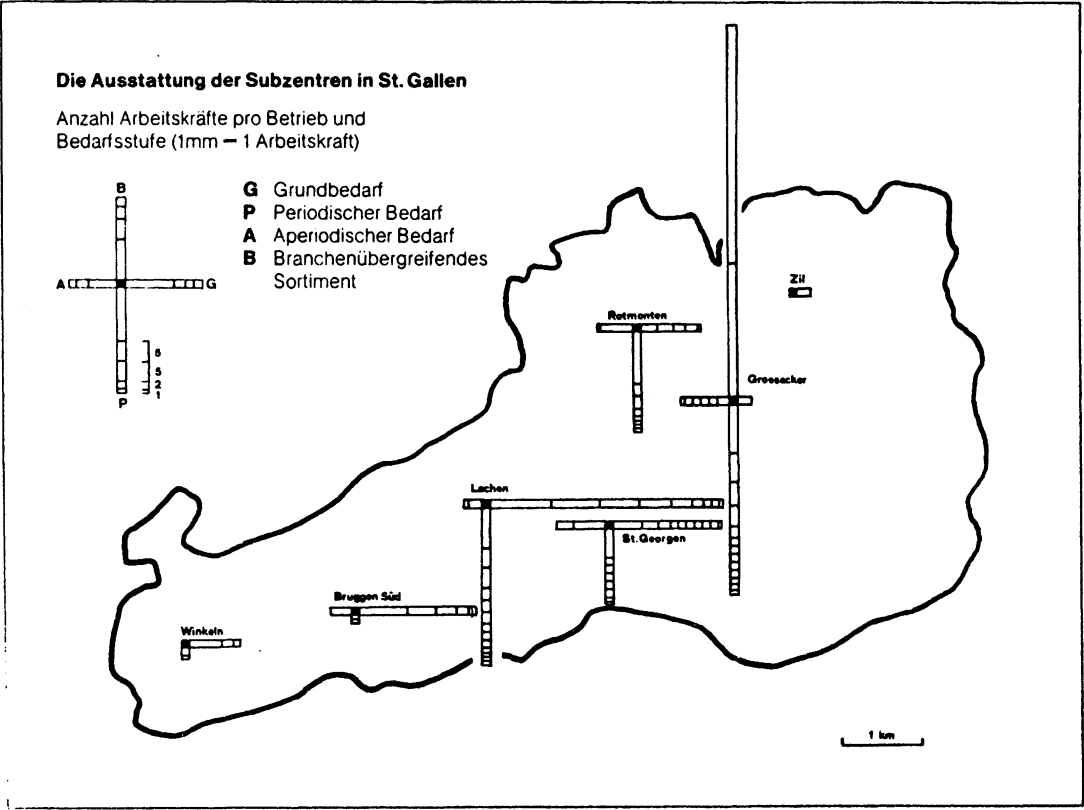 Die Ausstattung der Subzentren in St. Gallen
Anzahl Arbeitskräfte pro Betrieb und
Bedarfsstufe (1mm – 1 Arbeitskraft)
B
A
G
5
5
2
1
P
G Grundbedarf
P Periodischer Bedarf
A Aperiodischer Bedarf
B Branchenübergreifendes
Sortiment
Zil
Rotmonten
Grossacker
Lachen
St. Georgen
Bruggen Süd
Winkeln
1 km